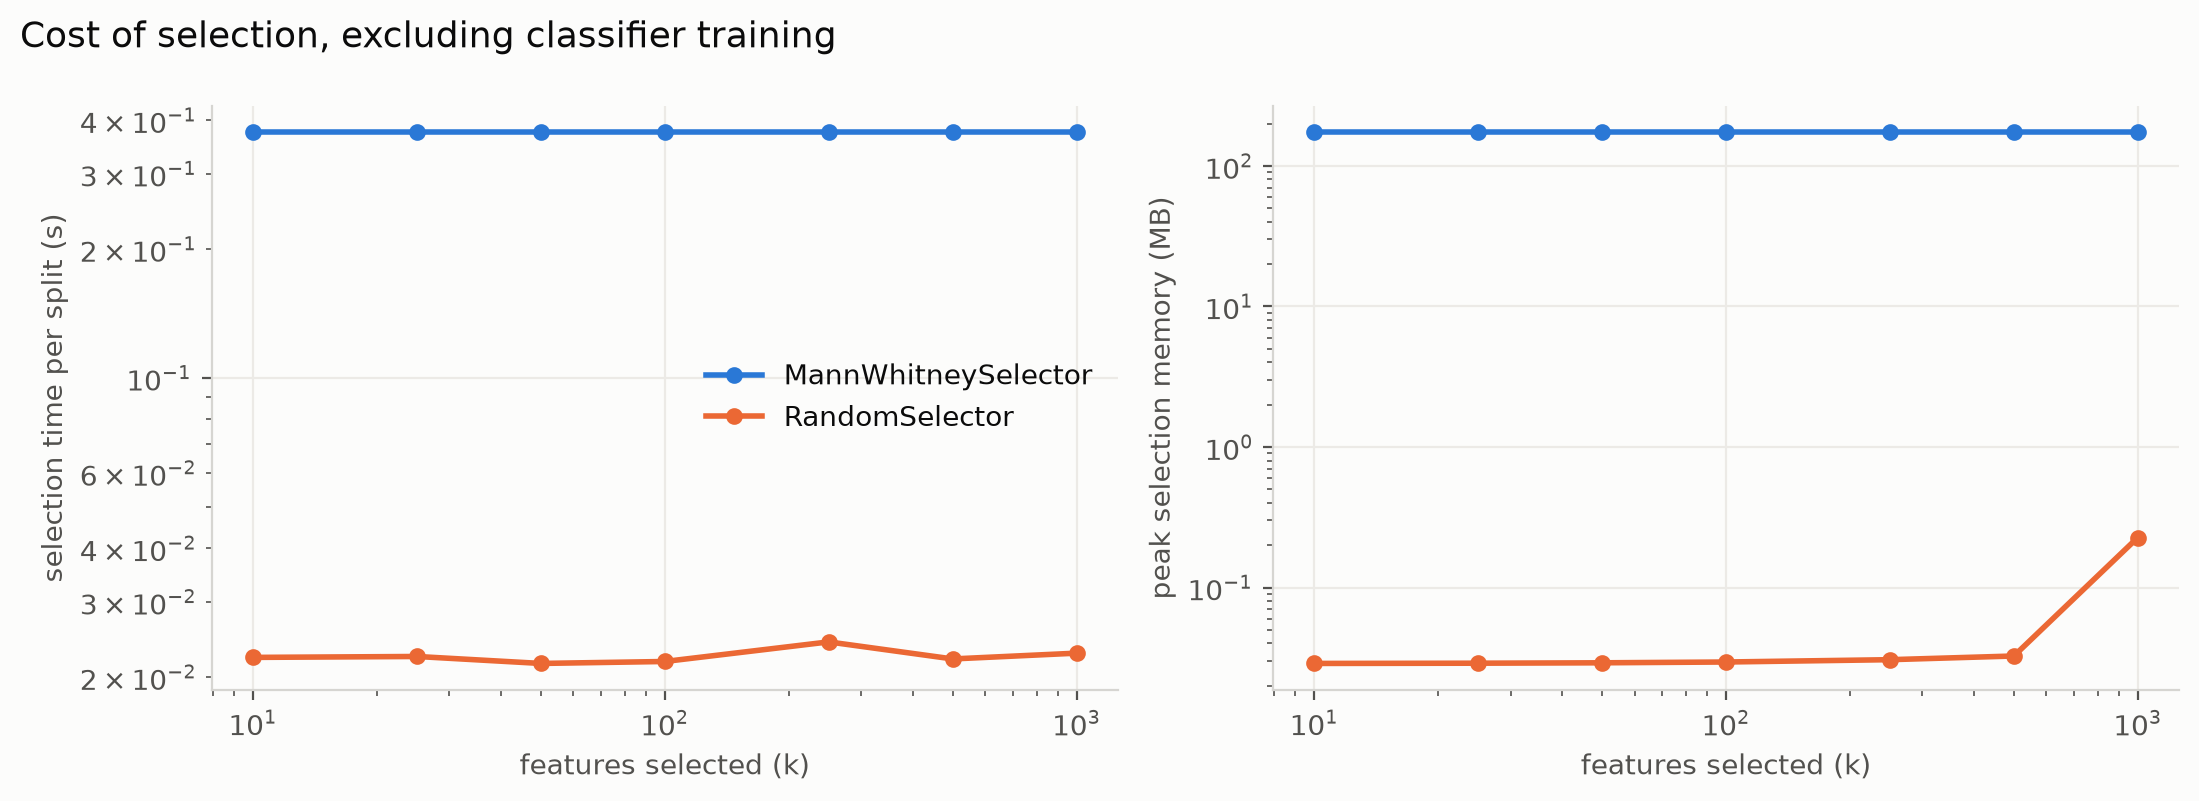 Cost of selection, excluding classifier training
selection time per split (s)
4 × 10⁻¹
3 × 10⁻¹
2 × 10⁻¹
10⁻¹
6 × 10⁻²
4 × 10⁻²
3 × 10⁻²
2 × 10⁻²
MannWhitneySelector
RandomSelector
10¹ 10² 10³
features selected (k)
peak selection memory (MB)
10²
10¹
10⁰
10⁻¹
10¹ 10² 10³
features selected (k)